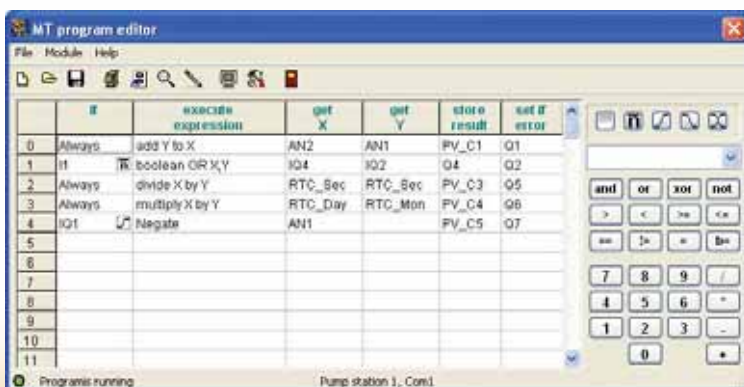 MT program editor
File Module Help
if execute expression get X get Y store result set if error
0 Always add Y to X AN2 AN1 PV_C1 Q1
1 I1 boolean OR X,Y IQ4 IQ2 Q4 Q2
2 Always divide X by Y RTC_Sec RTC_Sec PV_C3 Q5
3 Always multiply X by Y RTC_Day RTC_Mon PV_C4 Q6
4 IQ1 Negate AN1 PV_C5 Q7
5
6
7
8
9
10
11
and or xor not
> < >= <=
== != =
7 8 9 /
4 5 6 *
1 2 3 -
0 •
Programis running Pump station 1, Com1